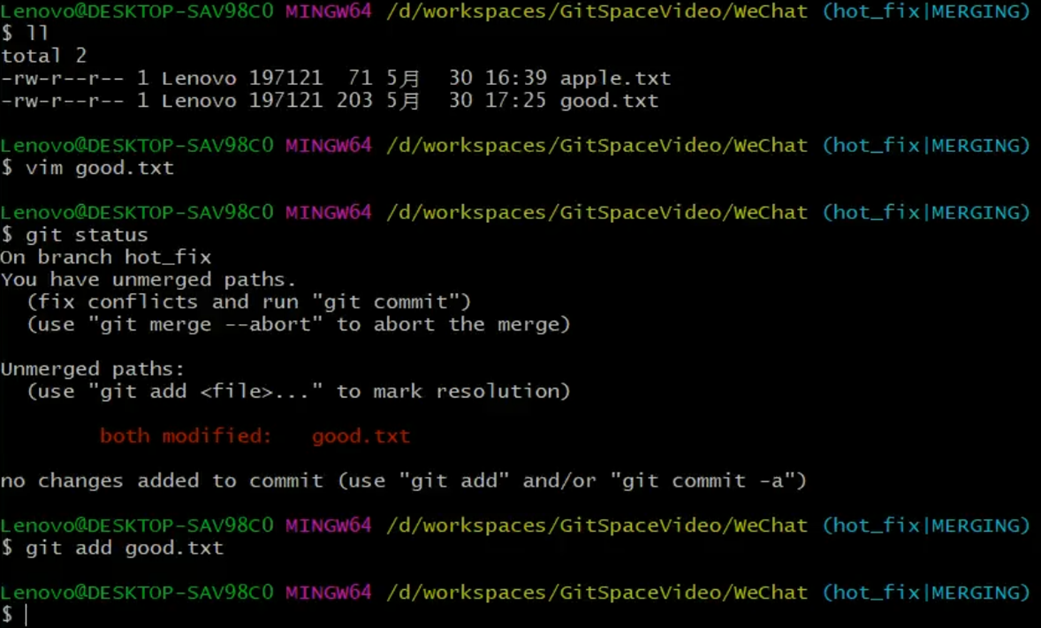 Lenovo@DESKTOP-SAV98C0 MINGW64 /d/workspaces/GitSpaceVideo/WeChat (hot_fix|MERGING)
$ ll
total 2
-rw-r--r-- 1 Lenovo 197121  71 5月  30 16:39 apple.txt
-rw-r--r-- 1 Lenovo 197121 203 5月  30 17:25 good.txt
Lenovo@DESKTOP-SAV98C0 MINGW64 /d/workspaces/GitSpaceVideo/WeChat (hot_fix|MERGING)
$ vim good.txt
Lenovo@DESKTOP-SAV98C0 MINGW64 /d/workspaces/GitSpaceVideo/WeChat (hot_fix|MERGING)
$ git status
On branch hot_fix
You have unmerged paths.
  (fix conflicts and run "git commit")
  (use "git merge --abort" to abort the merge)
Unmerged paths:
  (use "git add <file>..." to mark resolution)
        both modified:   good.txt
no changes added to commit (use "git add" and/or "git commit -a")
Lenovo@DESKTOP-SAV98C0 MINGW64 /d/workspaces/GitSpaceVideo/WeChat (hot_fix|MERGING)
$ git add good.txt
Lenovo@DESKTOP-SAV98C0 MINGW64 /d/workspaces/GitSpaceVideo/WeChat (hot_fix|MERGING)
$